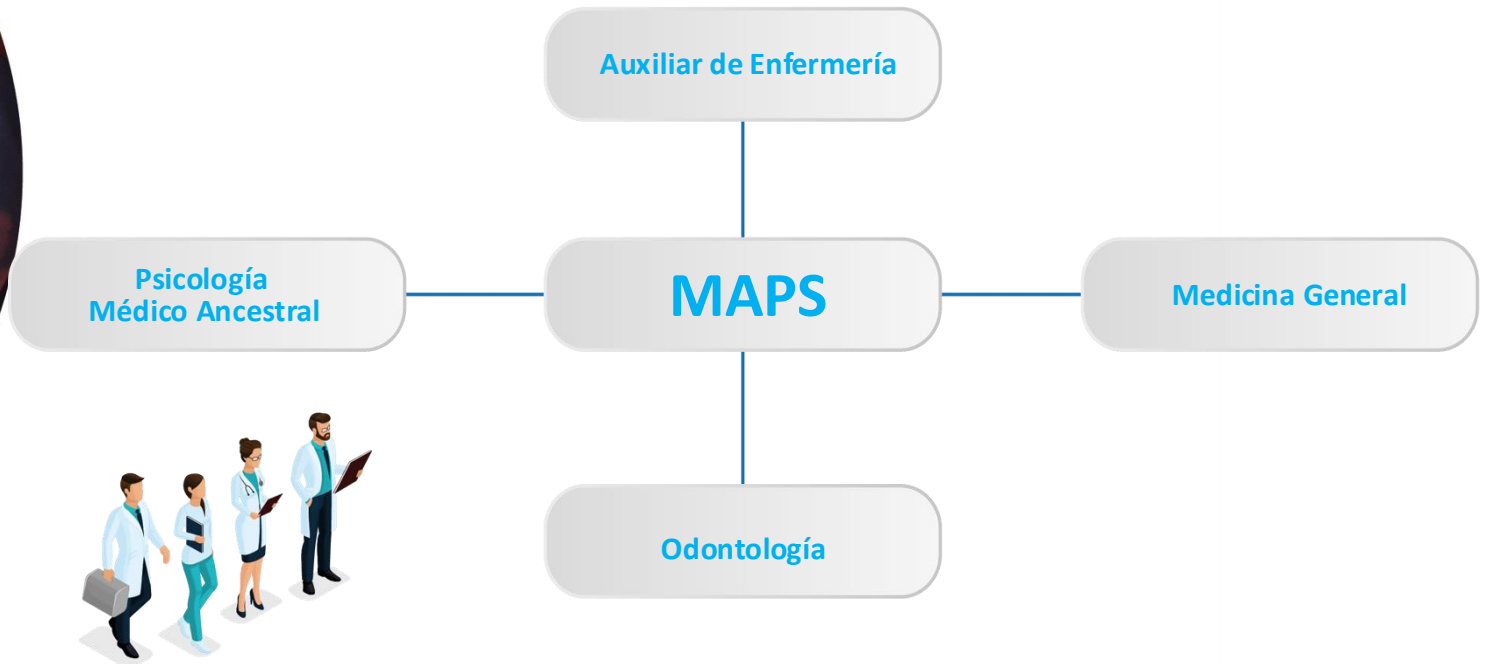 Auxiliar de Enfermería
Psicología
Médico Ancestral
MAPS
Medicina General
Odontología